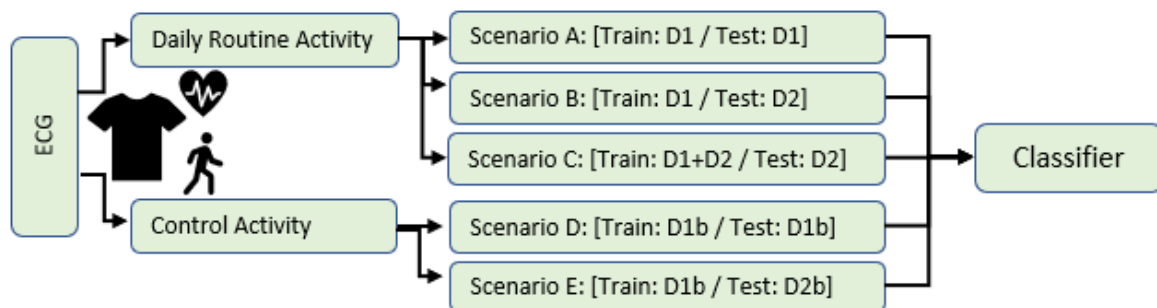 ECG
Daily Routine Activity
Control Activity
Scenario A: [Train: D1 / Test: D1]
Scenario B: [Train: D1 / Test: D2]
Scenario C: [Train: D1+D2 / Test: D2]
Scenario D: [Train: D1b / Test: D1b]
Scenario E: [Train: D1b / Test: D2b]
Classifier